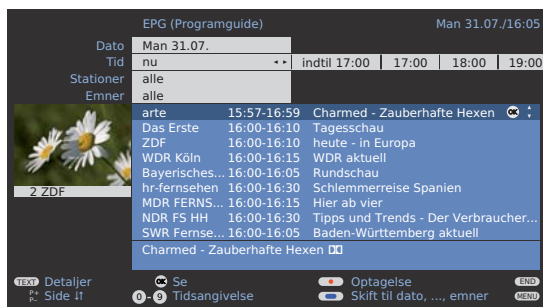 EPG (Programguide) Man 31.07./16:05
Dato Man 31.07.
Tid nu indtil 17:00 17:00 18:00 19:00
Stationer alle
Emner alle
arte 15:57-16:59 Charmed - Zauberhafte Hexen OK
Das Erste 16:00-16:10 Tagesschau
ZDF 16:00-16:10 heute - in Europa
WDR Köln 16:00-16:15 WDR aktuell
Bayerisches... 16:00-16:05 Rundschau
hr-fernsehen 16:00-16:30 Schlemmerreise Spanien
MDR FERNS... 16:00-16:15 Hier ab vier
NDR FS HH 16:00-16:30 Tipps und Trends - Der Verbraucher...
SWR Fernse... 16:00-16:05 Baden-Württemberg aktuell
2 ZDF
Charmed - Zauberhafte Hexen
TEXT Detaljer OK Se Optagelse END
P+ P- Side 0-9 Tidsangivelse Skift til dato, ..., emner MENU